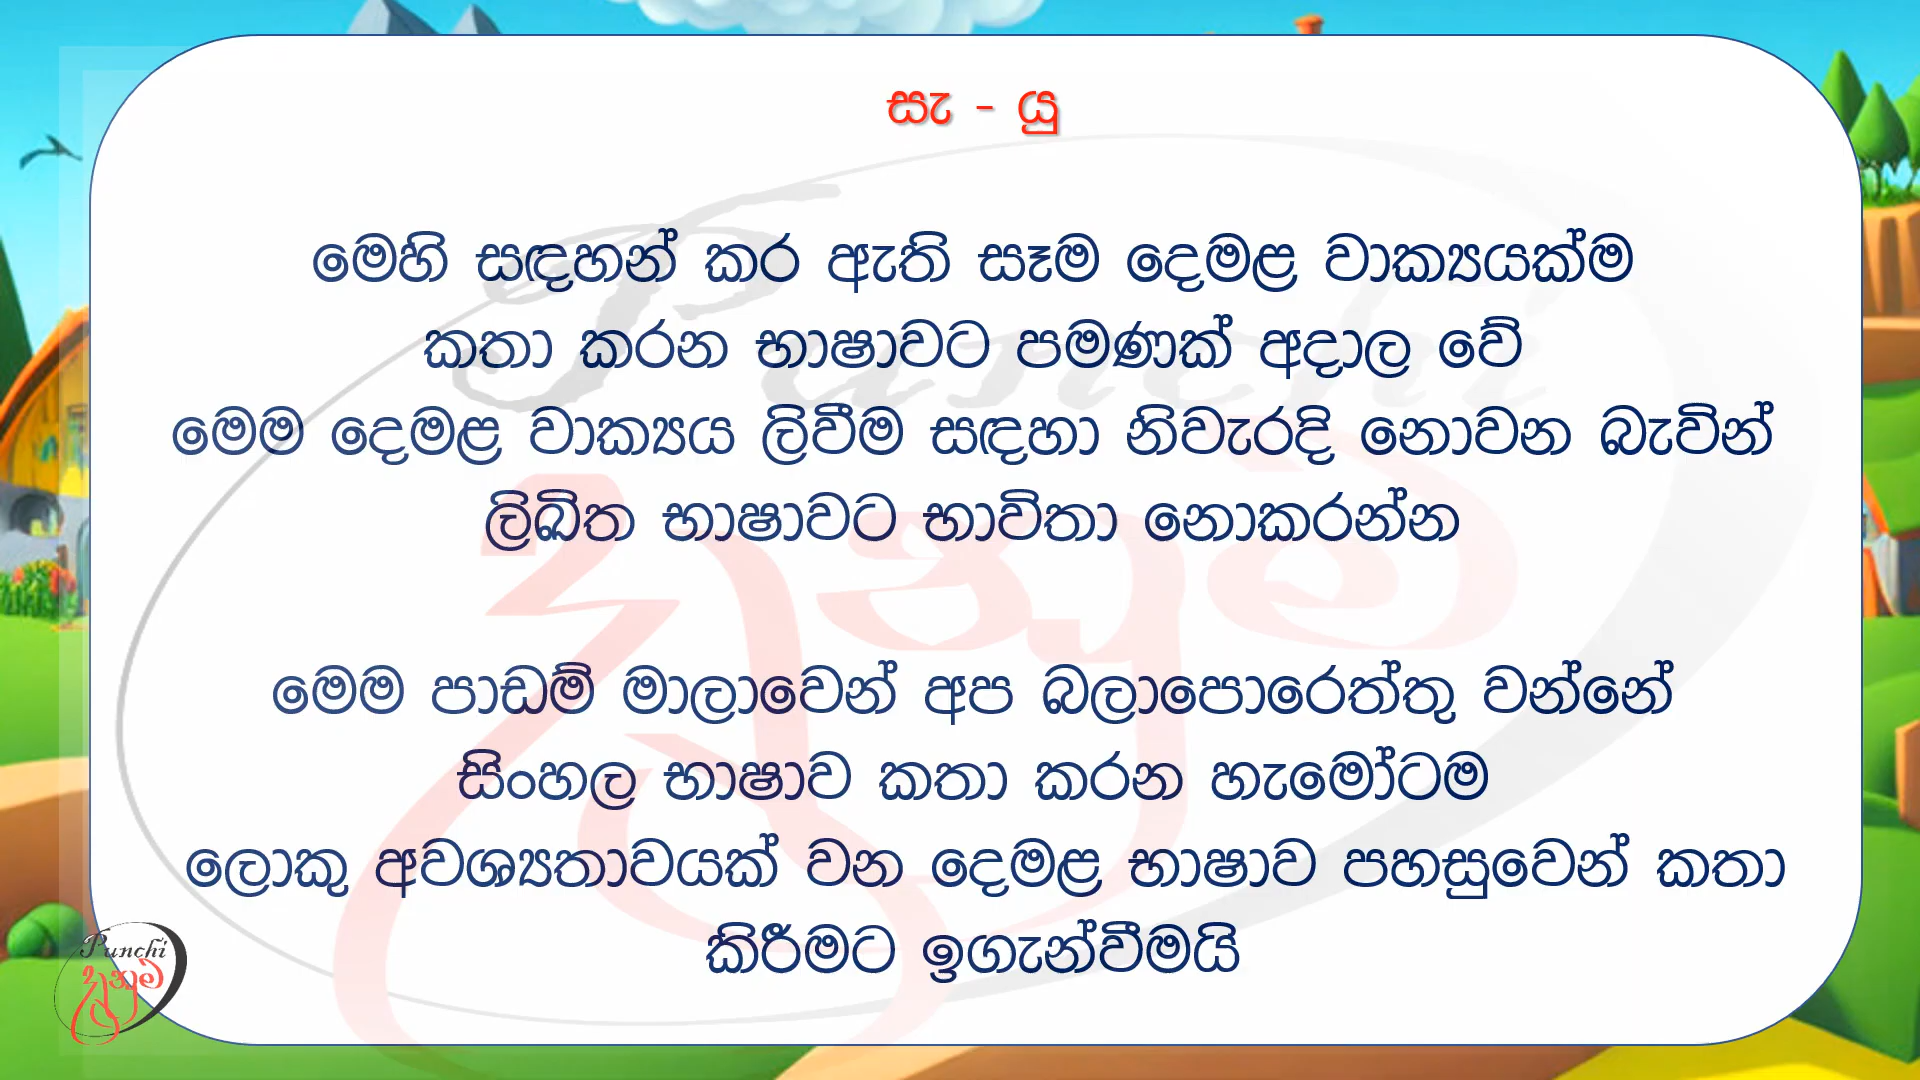 සැ - යු
මෙහි සඳහන් කර ඇති සෑම දෙමළ වාක්‍යයක්ම
කතා කරන භාෂාවට පමණක් අදාල වේ
මෙම දෙමළ වාක්‍යය ලිවීම සඳහා නිවැරදි නොවන බැවින්
ලිඛිත භාෂාවට භාවිතා නොකරන්න
මෙම පාඩම් මාලාවෙන් අප බලාපොරෙත්තු වන්නේ
සිංහල භාෂාව කතා කරන හැමෝටම
ලොකු අවශ්‍යතාවයක් වන දෙමළ භාෂාව පහසුවෙන් කතා
කිරීමට ඉගැන්වීමයි
Punchi
දැනුම